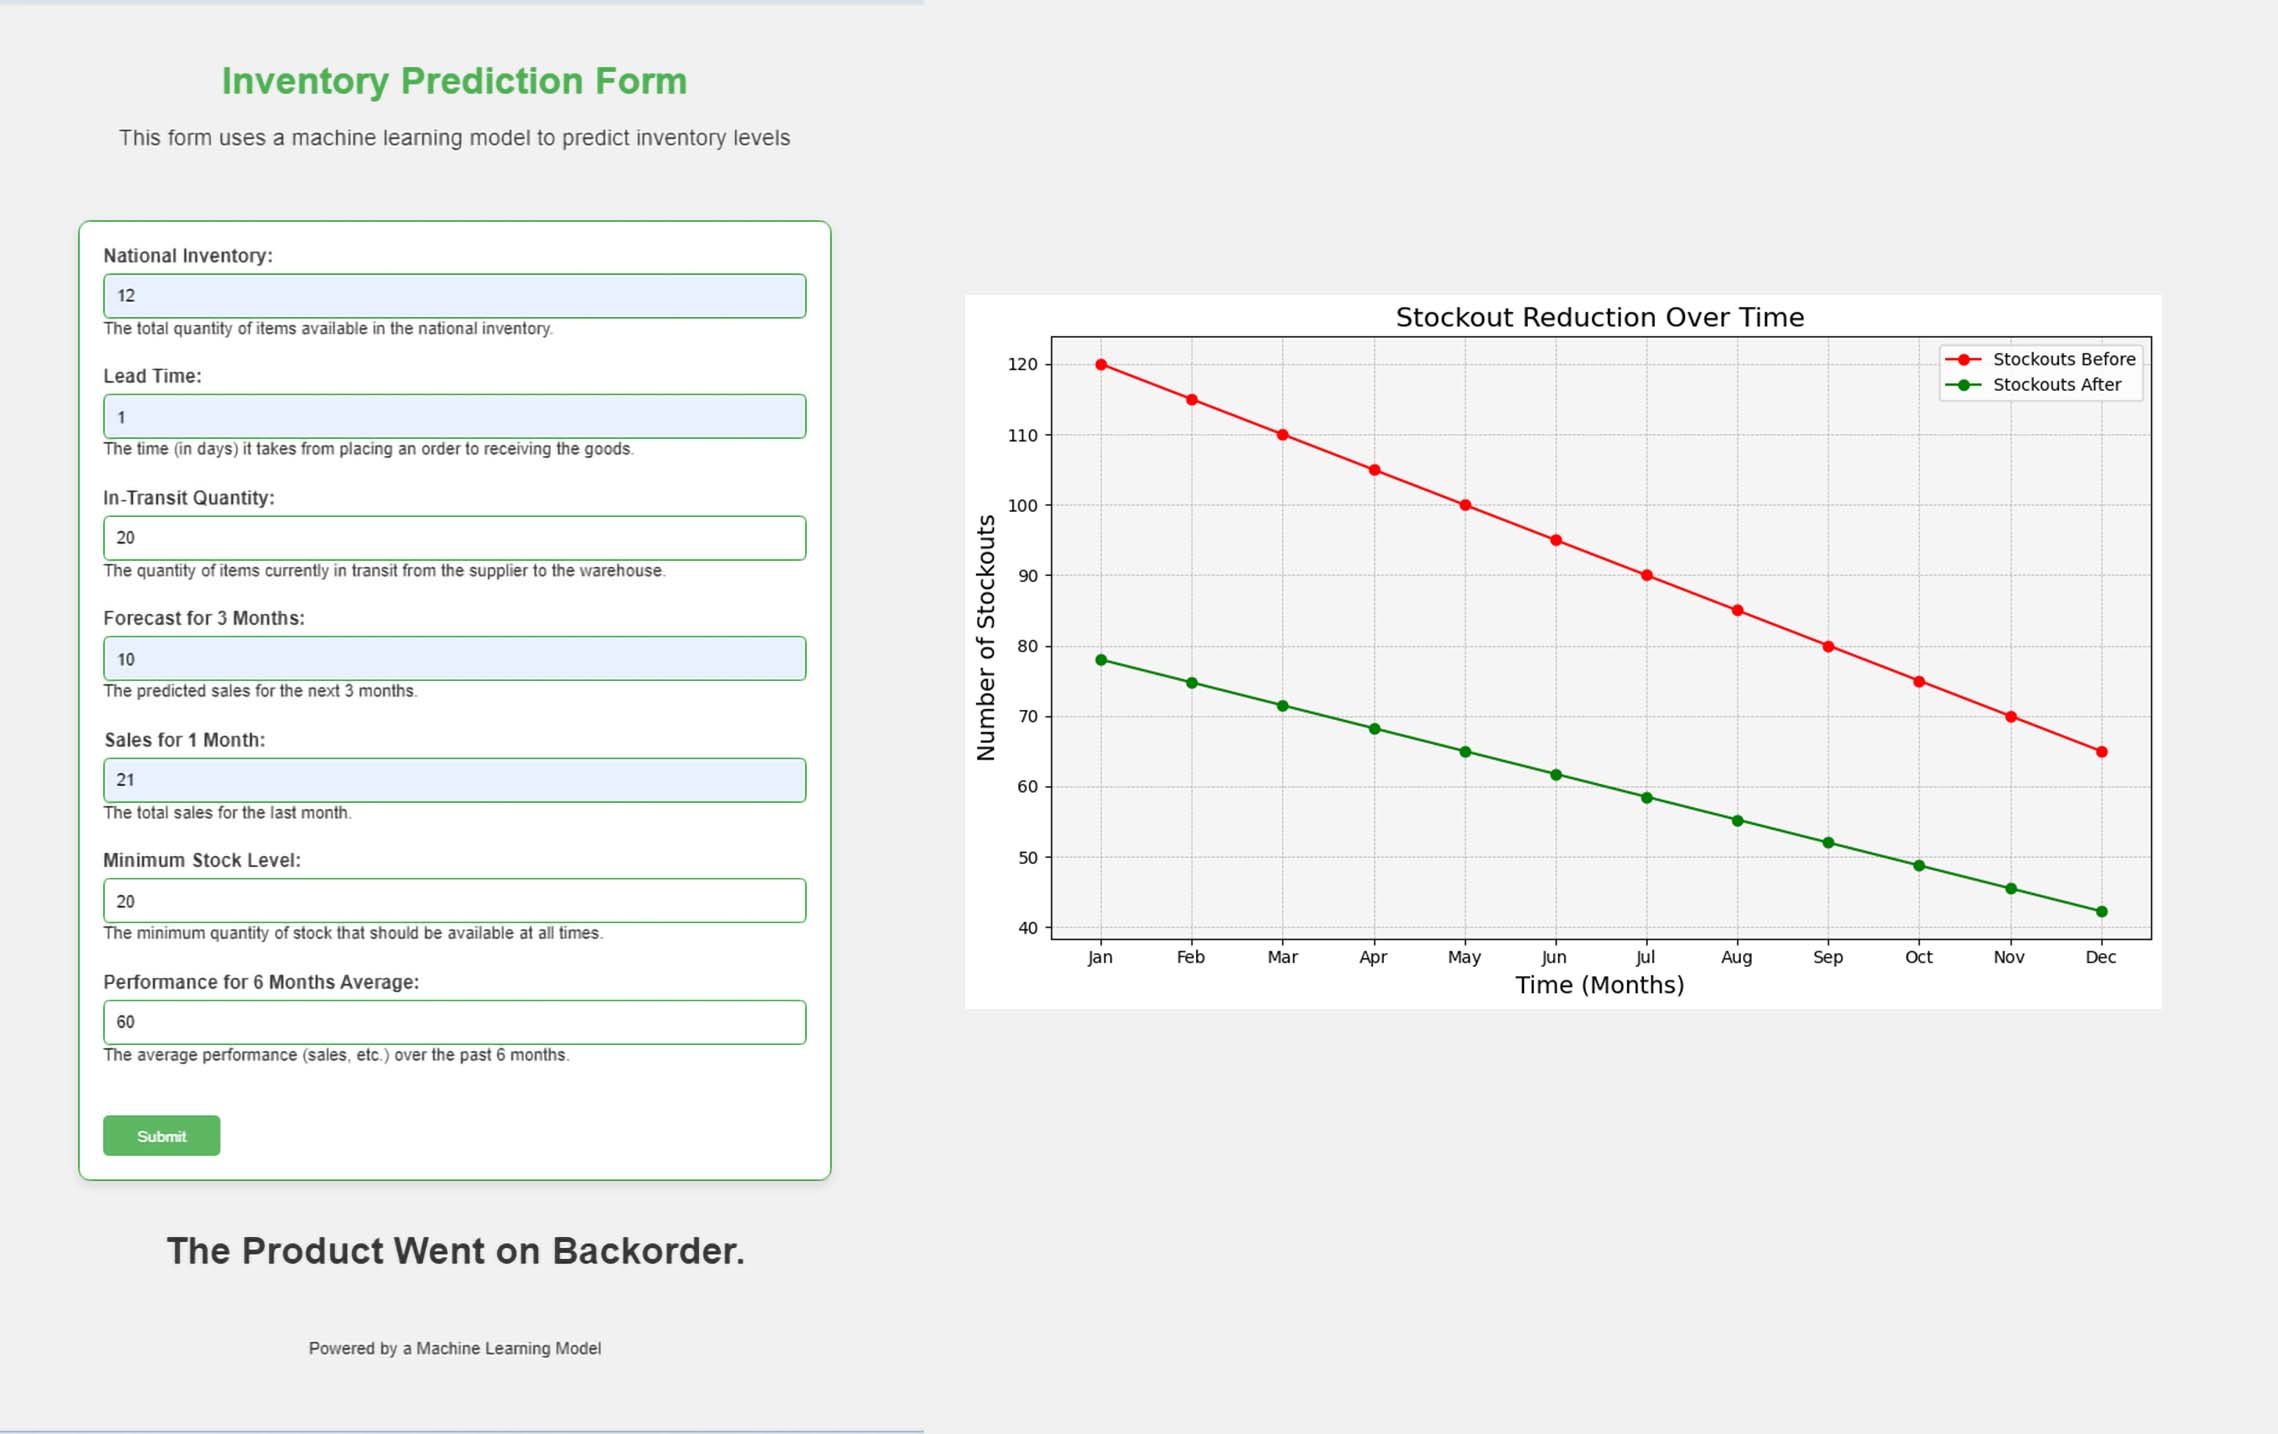 Inventory Prediction Form
This form uses a machine learning model to predict inventory levels
National Inventory:
12
The total quantity of items available in the national inventory.
Lead Time:
1
The time (in days) it takes from placing an order to receiving the goods.
In-Transit Quantity:
20
The quantity of items currently in transit from the supplier to the warehouse.
Forecast for 3 Months:
10
The predicted sales for the next 3 months.
Sales for 1 Month:
21
The total sales for the last month.
Minimum Stock Level:
20
The minimum quantity of stock that should be available at all times.
Performance for 6 Months Average:
60
The average performance (sales, etc.) over the past 6 months.
Submit
The Product Went on Backorder.
Powered by a Machine Learning Model
Stockout Reduction Over Time
Stockouts Before
Stockouts After
Number of Stockouts
120
110
100
90
80
70
60
50
40
Jan Feb Mar Apr May Jun Jul Aug Sep Oct Nov Dec
Time (Months)